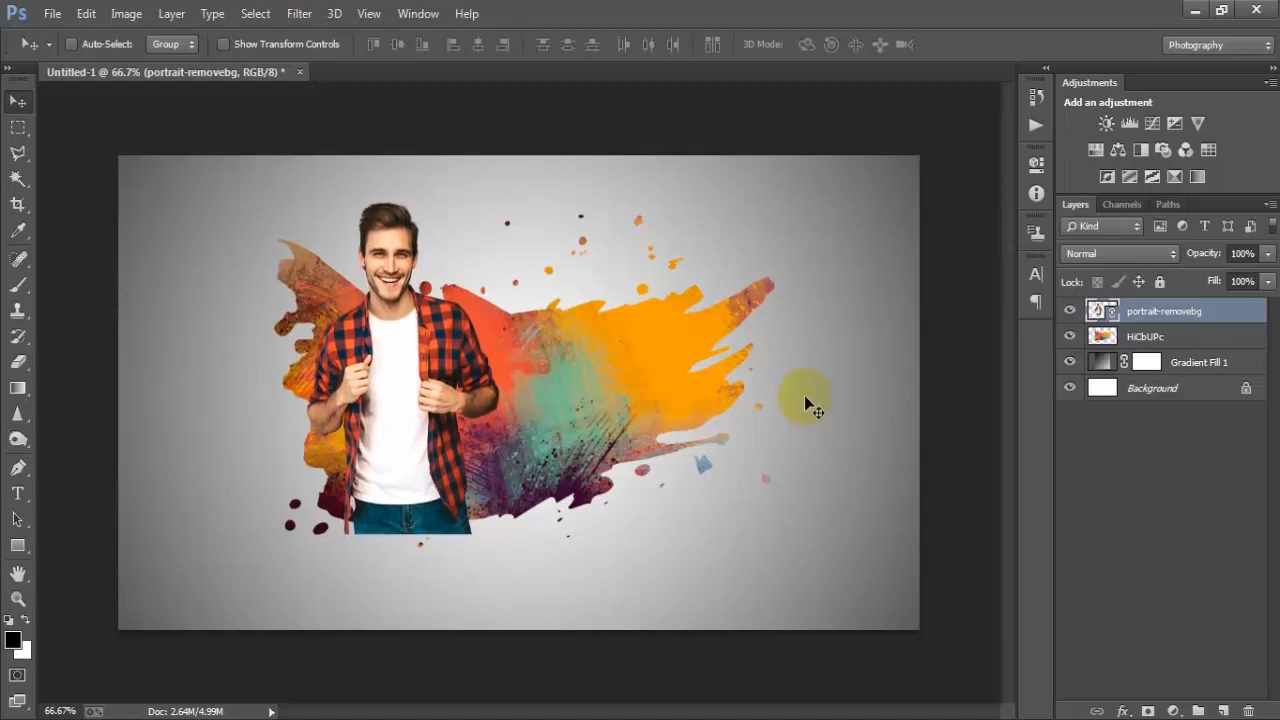 Ps File Edit Image Layer Type Select Filter 3D View Window Help
Auto-Select: Group Show Transform Controls 3D Mode: Photography
Untitled-1 @ 66.7% (portrait-removebg, RGB/8) *
Adjustments
Add an adjustment
Layers Channels Paths
Kind
Normal Opacity: 100%
Lock: Fill: 100%
portrait-removebg
HiCbUPc
Gradient Fill 1
Background
66.67% Doc: 2.64M/4.99M